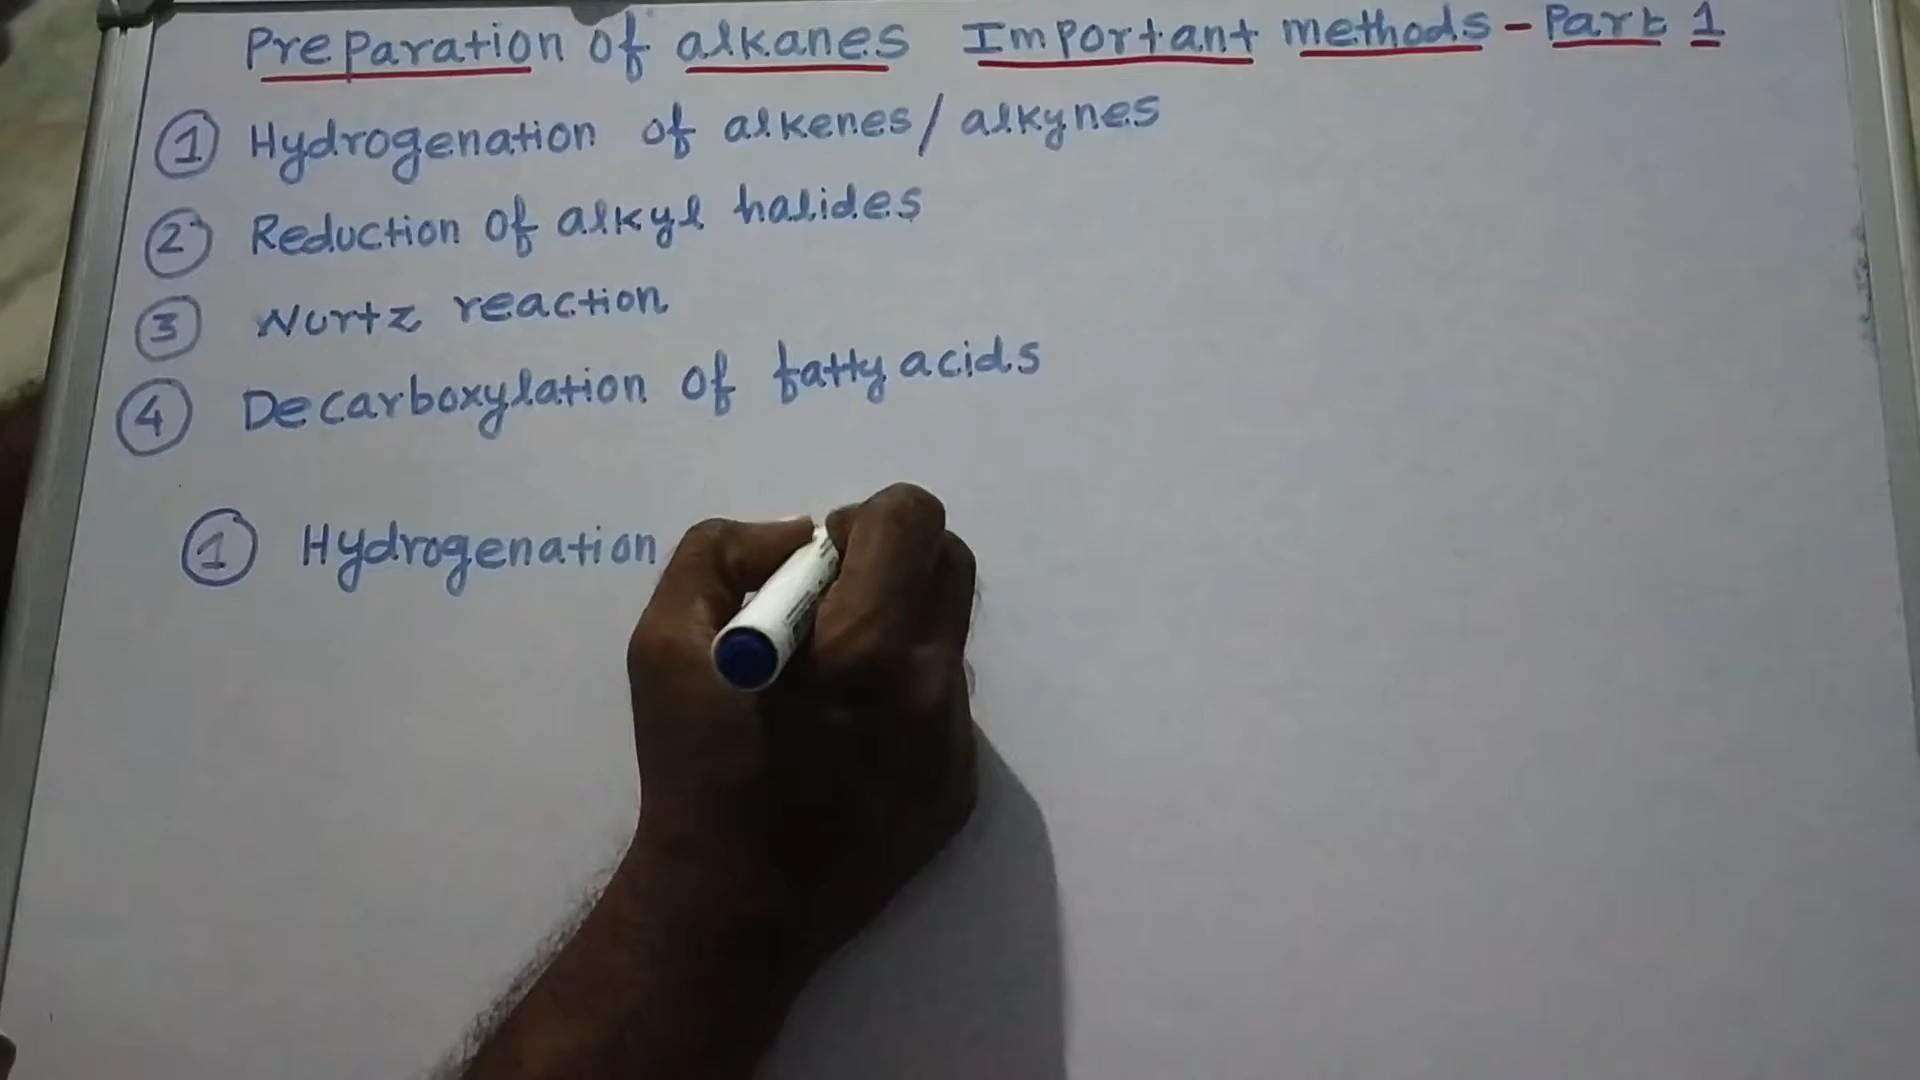 Preparation of alkanes Important methods - Part 1
1 Hydrogenation of alkenes/alkynes
2 Reduction of alkyl halides
3 Wurtz reaction
4 Decarboxylation of fatty acids
1 Hydrogenation